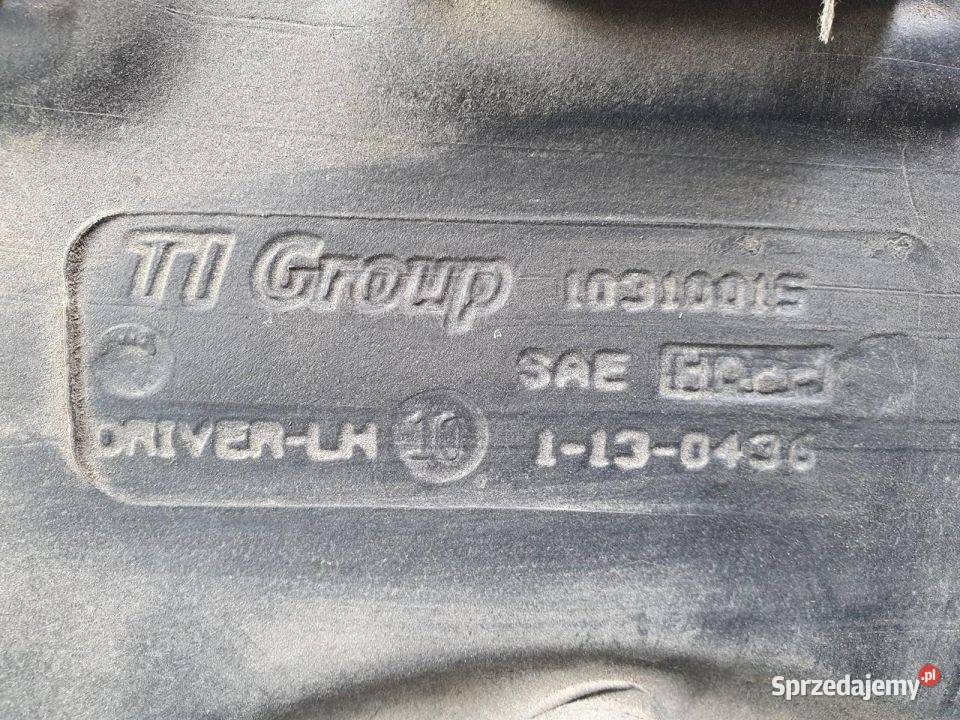 TI Group 10310015
SAE
DRIVER-LH 10 1-13-0436
Sprzedajemy.pl